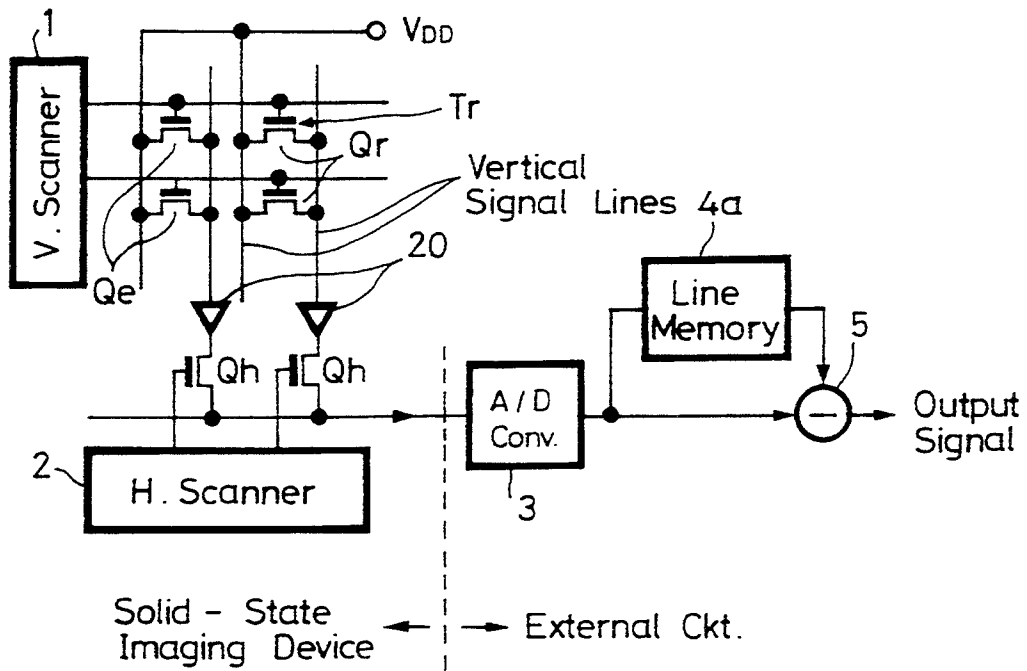 1
V. Scanner
VDD
Tr
Qr
Vertical
Signal Lines
4a
Qe
20
Line
Memory
5
Qh
Qh
A/D
Conv.
3
Output
Signal
2
H. Scanner
Solid - State
Imaging Device
External Ckt.